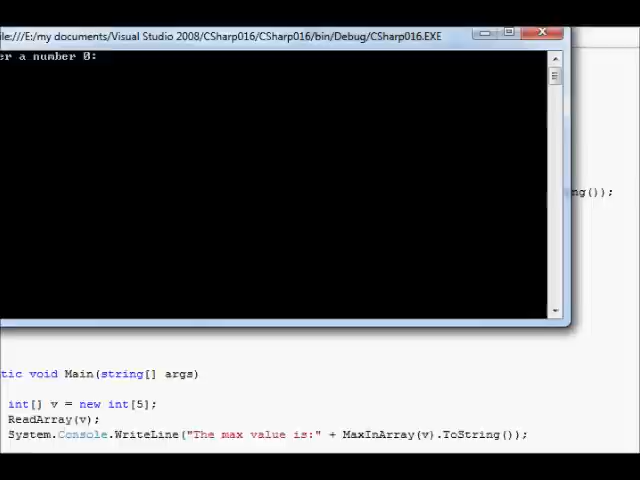 le:///E:/my documents/Visual Studio 2008/CSharp016/CSharp016/bin/Debug/CSharp016.EXE
er a number 0:
ng());
tic void Main(string[] args)
int[] v = new int[5];
ReadArray(v);
System.Console.WriteLine("The max value is:" + MaxInArray(v).ToString());